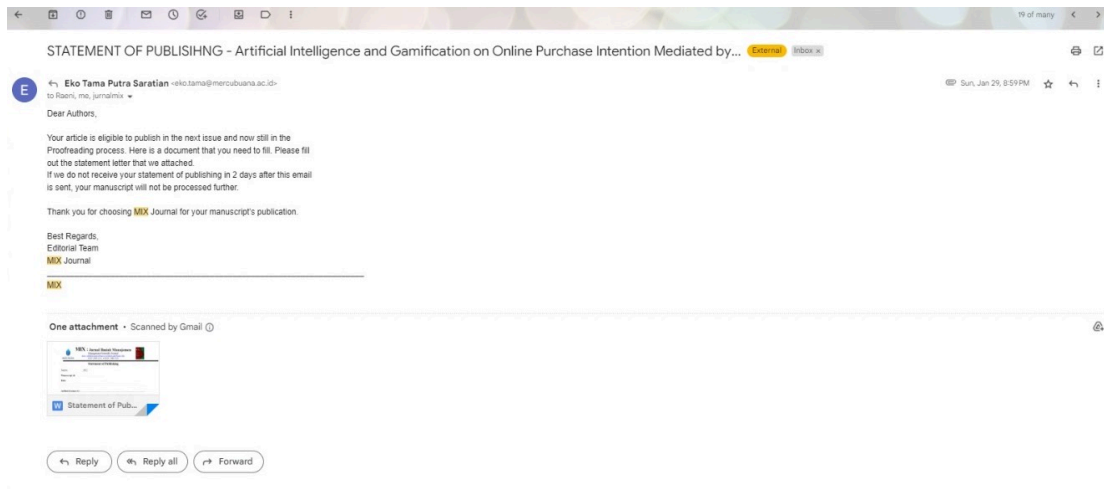 19 of many
STATEMENT OF PUBLISIHNG - Artificial Intelligence and Gamification on Online Purchase Intention Mediated by... External Inbox ×
E
Eko Tama Putra Saratian <eko.tama@mercubuana.ac.id>
Sun, Jan 29, 8:59 PM
to Raeni, me, jurnalmix
Dear Authors,
Your article is eligible to publish in the next issue and now still in the
Proofreading process. Here is a document that you need to fill. Please fill
out the statement letter that we attached.
If we do not receive your statement of publishing in 2 days after this email
is sent, your manuscript will not be processed further.
Thank you for choosing MIX Journal for your manuscript's publication.
Best Regards,
Editorial Team
MIX Journal
MIX
One attachment • Scanned by Gmail
W Statement of Pub...
Reply Reply all Forward